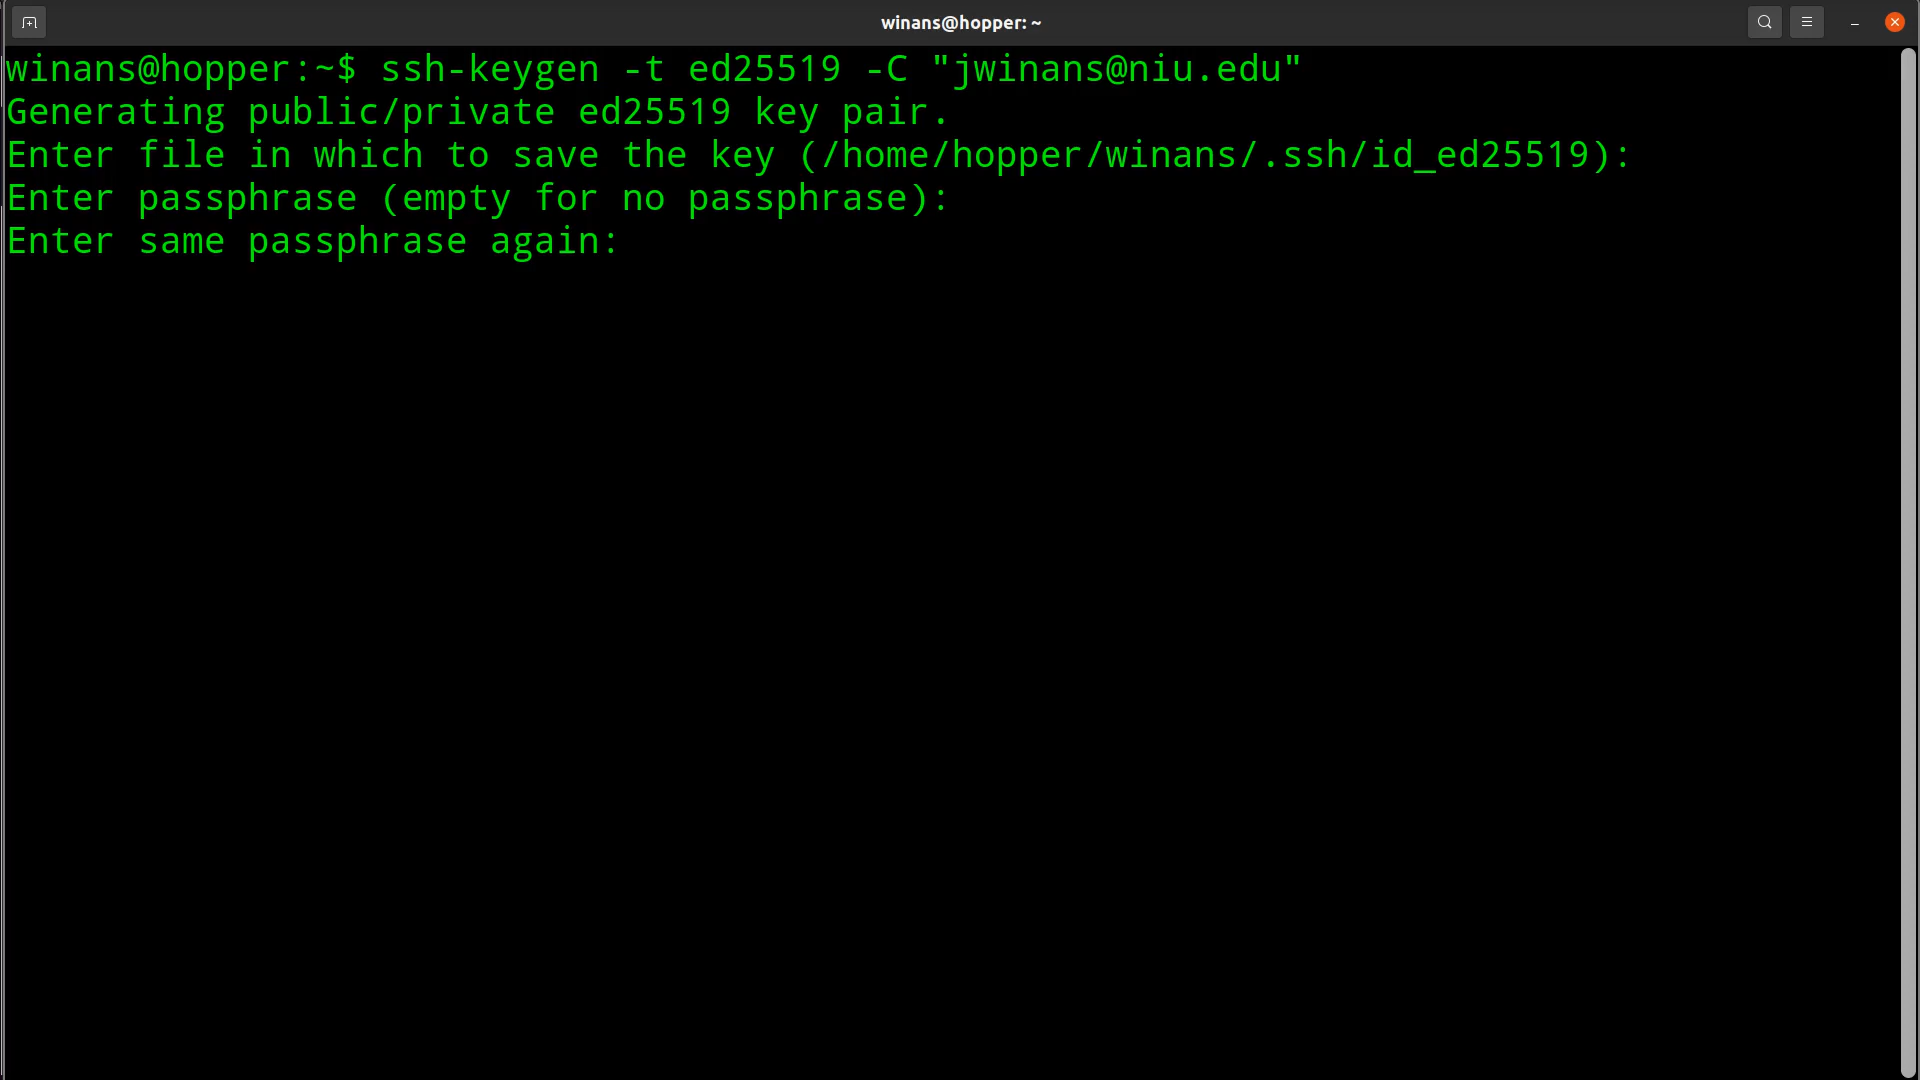 winans@hopper: ~
winans@hopper:~$ ssh-keygen -t ed25519 -C "jwinans@niu.edu"
Generating public/private ed25519 key pair.
Enter file in which to save the key (/home/hopper/winans/.ssh/id_ed25519):
Enter passphrase (empty for no passphrase):
Enter same passphrase again: